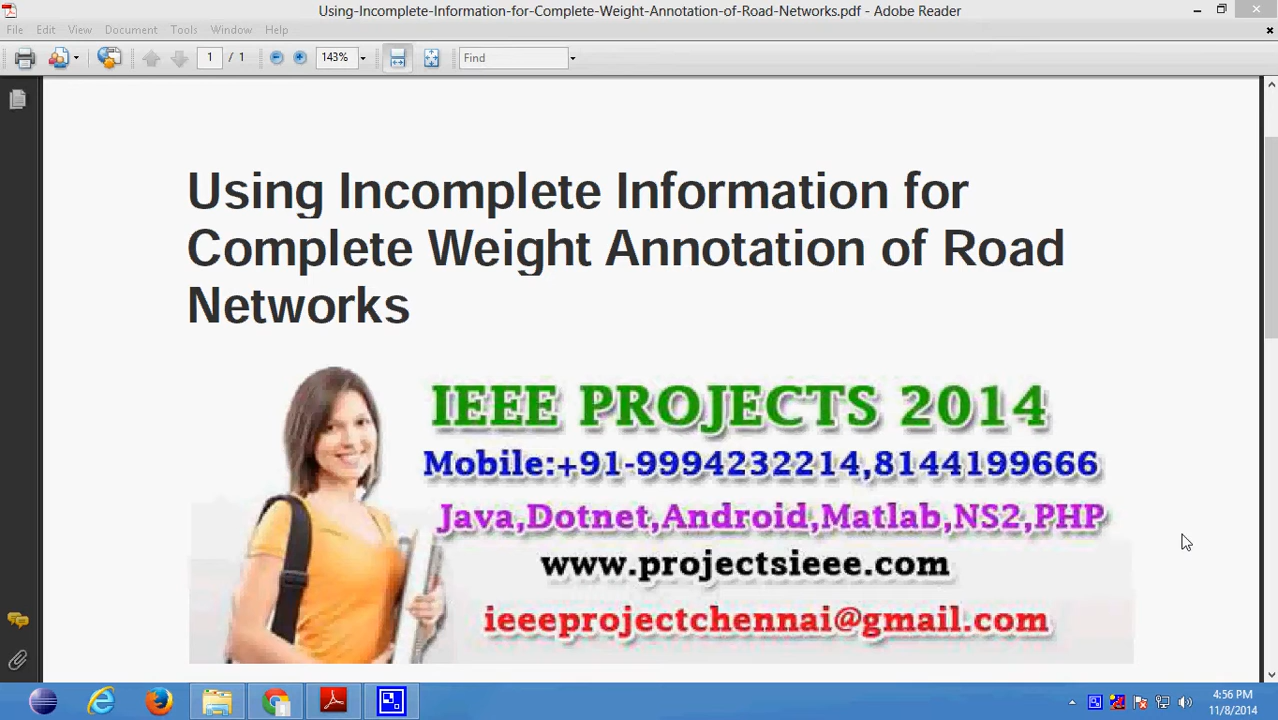 Using-Incomplete-Information-for-Complete-Weight-Annotation-of-Road-Networks.pdf - Adobe Reader
File Edit View Document Tools Window Help
1 / 1 143% Find
Using Incomplete Information for
Complete Weight Annotation of Road
Networks
IEEE PROJECTS 2014
Mobile:+91-9994232214,8144199666
Java,Dotnet,Android,Matlab,NS2,PHP
www.projectsieee.com
ieeeprojectchennai@gmail.com
4:56 PM
11/8/2014